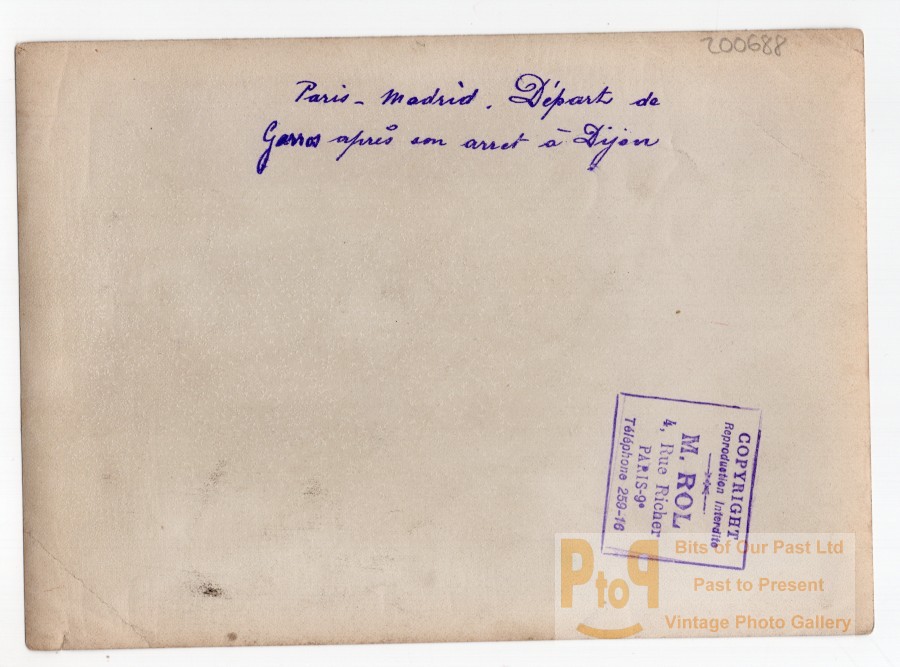 200688
Paris - Madrid. Départ de
Garros après son arret à Dijon
COPYRIGHT
Reproduction Interdite
M. ROL
4, Rue Richer
PARIS-9e
Téléphone 259-16
PtoP
Bits of Our Past Ltd
Past to Present
Vintage Photo Gallery